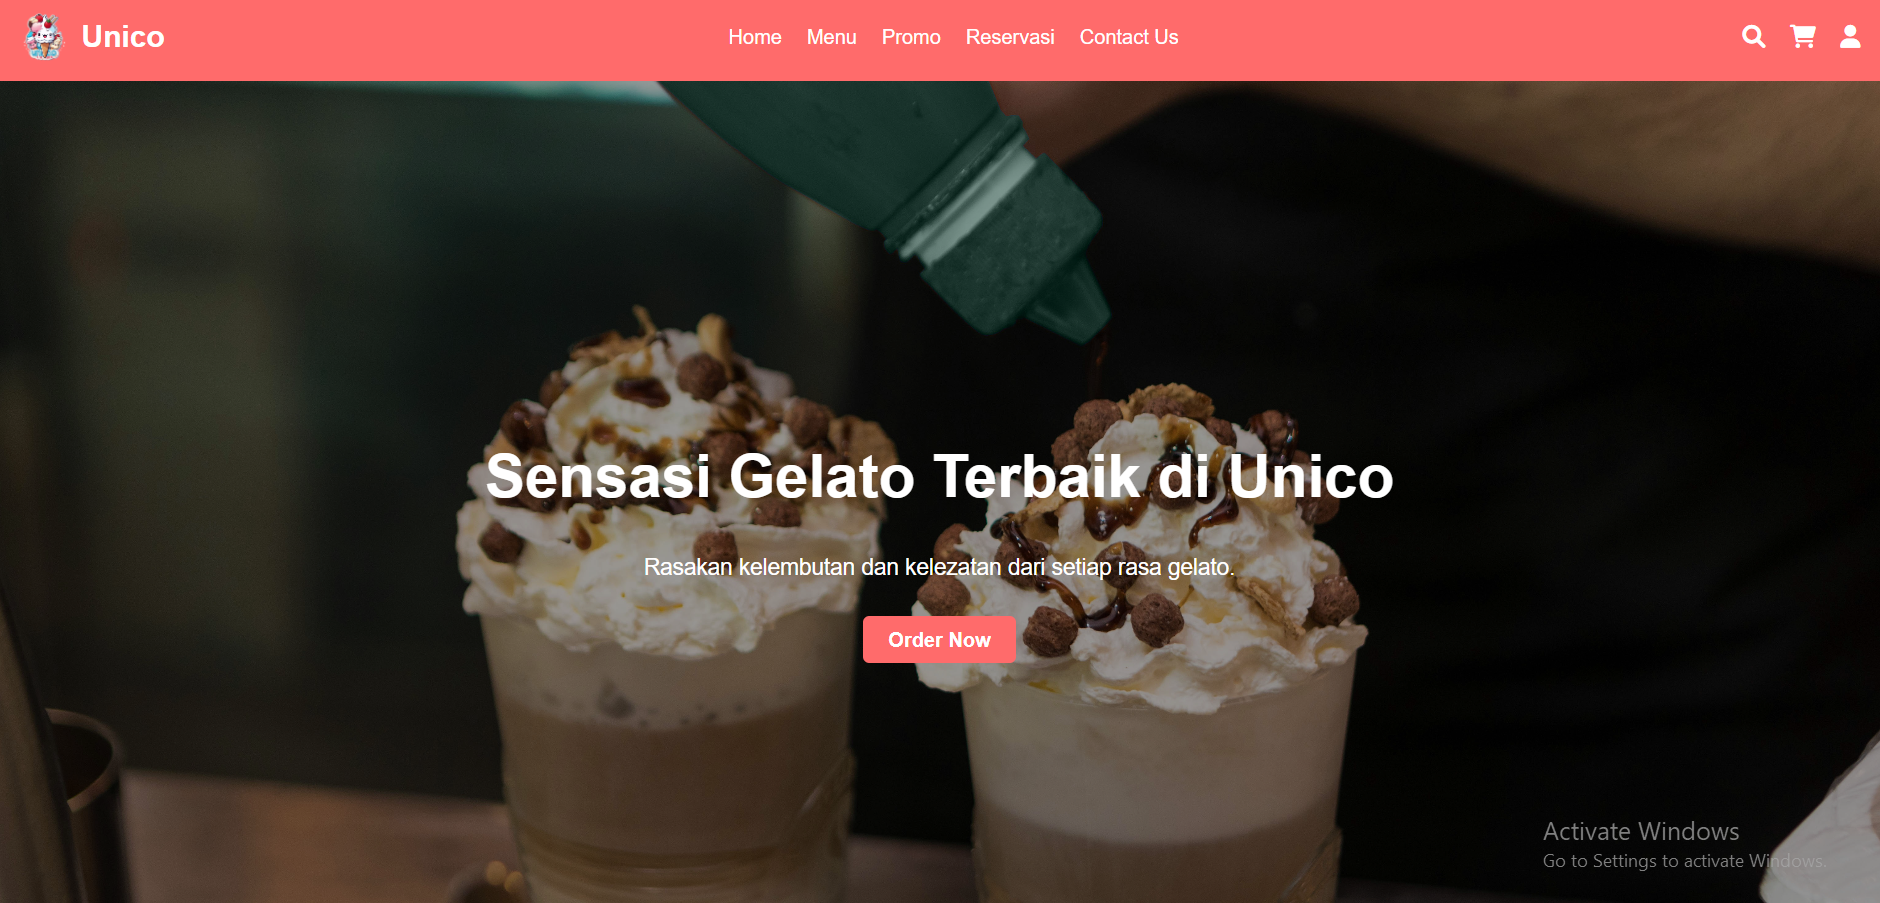 Unico
Home Menu Promo Reservasi Contact Us
Sensasi Gelato Terbaik di Unico
Rasakan kelembutan dan kelezatan dari setiap rasa gelato.
Order Now
Activate Windows
Go to Settings to activate Windows.